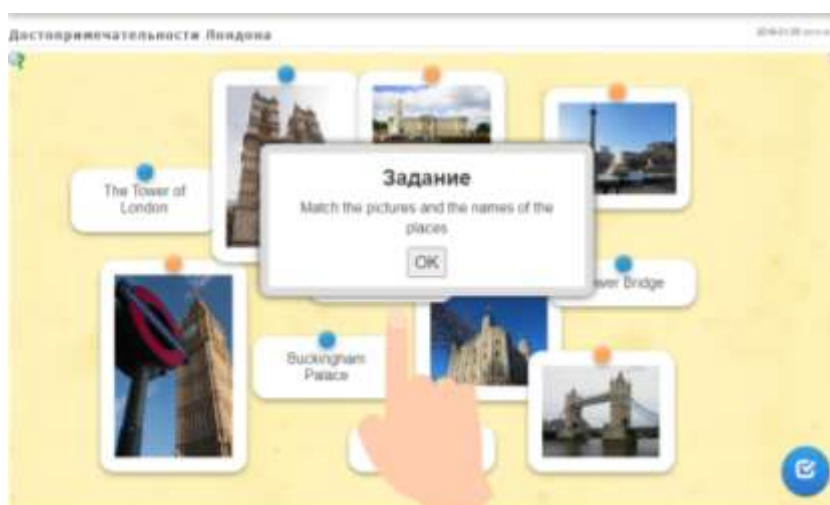 Достопримечательности Лондона
The Tower of
London
Задание
Match the pictures and the names of the
places
OK
Bridge
Buckingham
Palace